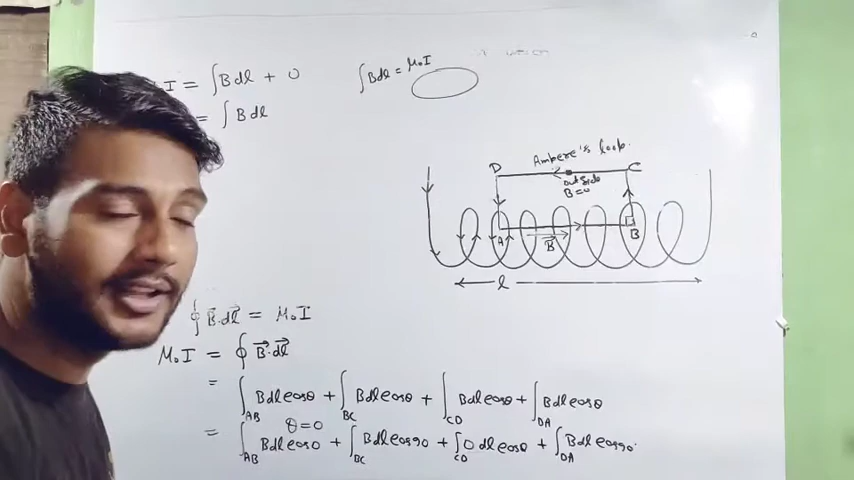 I = ∫Bdl + 0
= ∫Bdl
∫Bdl = μ₀I
Ampere's loop
D
C
outside
B=0
A
B⃗
B
l
∮B⃗.dl⃗ = μ₀I
μ₀I = ∮B⃗.dl⃗
= ∫AB Bdlcosθ + ∫BC Bdlcosθ + ∫CD Bdlcosθ + ∫DA Bdlcosθ
θ=0
= ∫AB Bdlcos0 + ∫BC Bdlcos90 + ∫CD 0 dlcosθ + ∫DA Bdlcos90